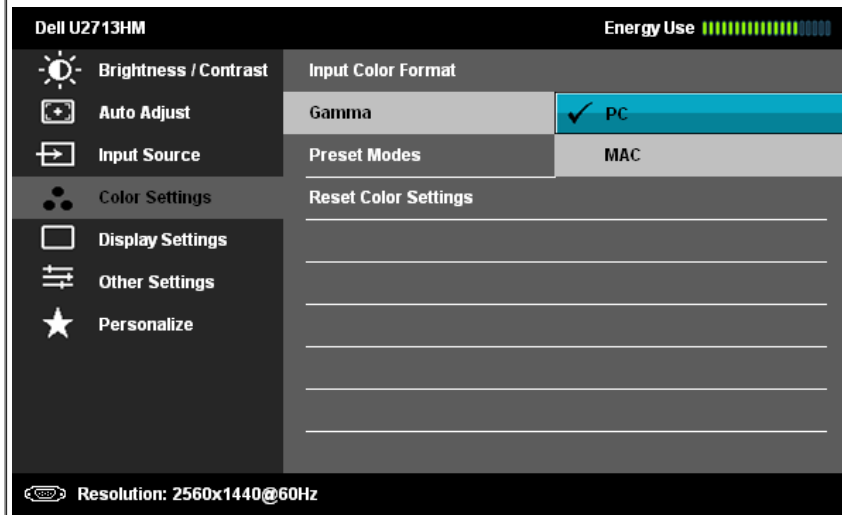 Dell U2713HM Energy Use
Brightness / Contrast Input Color Format
Auto Adjust Gamma PC
Input Source Preset Modes MAC
Color Settings Reset Color Settings
Display Settings
Other Settings
Personalize
Resolution: 2560x1440@60Hz